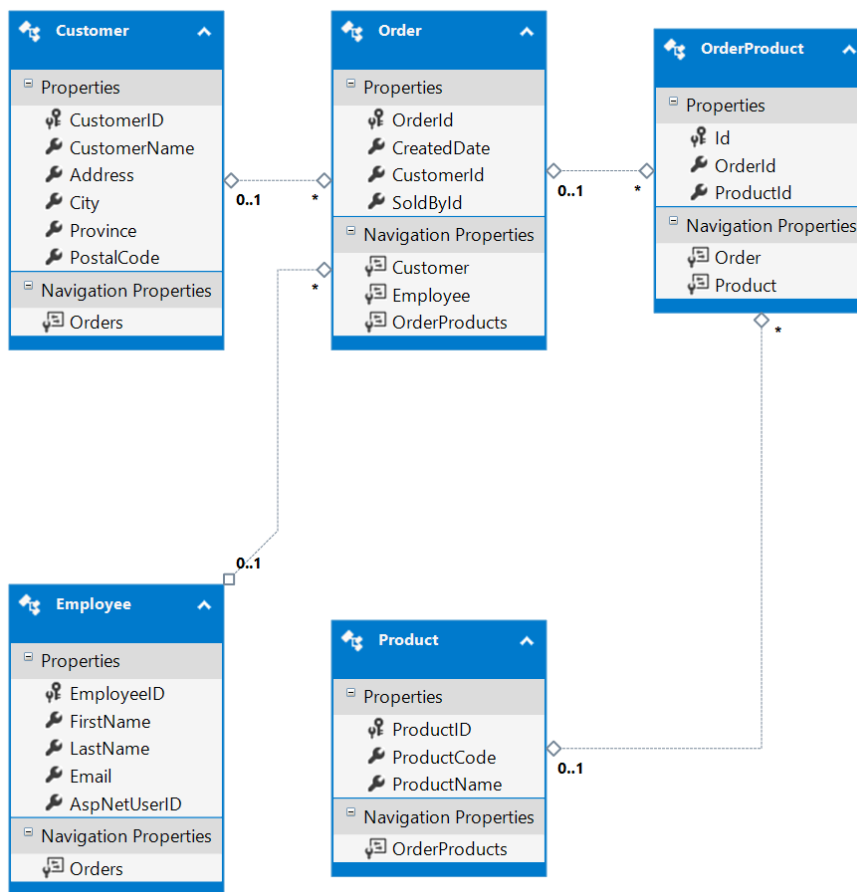 Customer
Properties
CustomerID
CustomerName
Address
City
Province
PostalCode
Navigation Properties
Orders
Order
Properties
OrderId
CreatedDate
CustomerId
SoldById
Navigation Properties
Customer
Employee
OrderProducts
OrderProduct
Properties
Id
OrderId
ProductId
Navigation Properties
Order
Product
0..1
*
0..1
*
*
0..1
*
0..1
Employee
Properties
EmployeeID
FirstName
LastName
Email
AspNetUserID
Navigation Properties
Orders
Product
Properties
ProductID
ProductCode
ProductName
Navigation Properties
OrderProducts